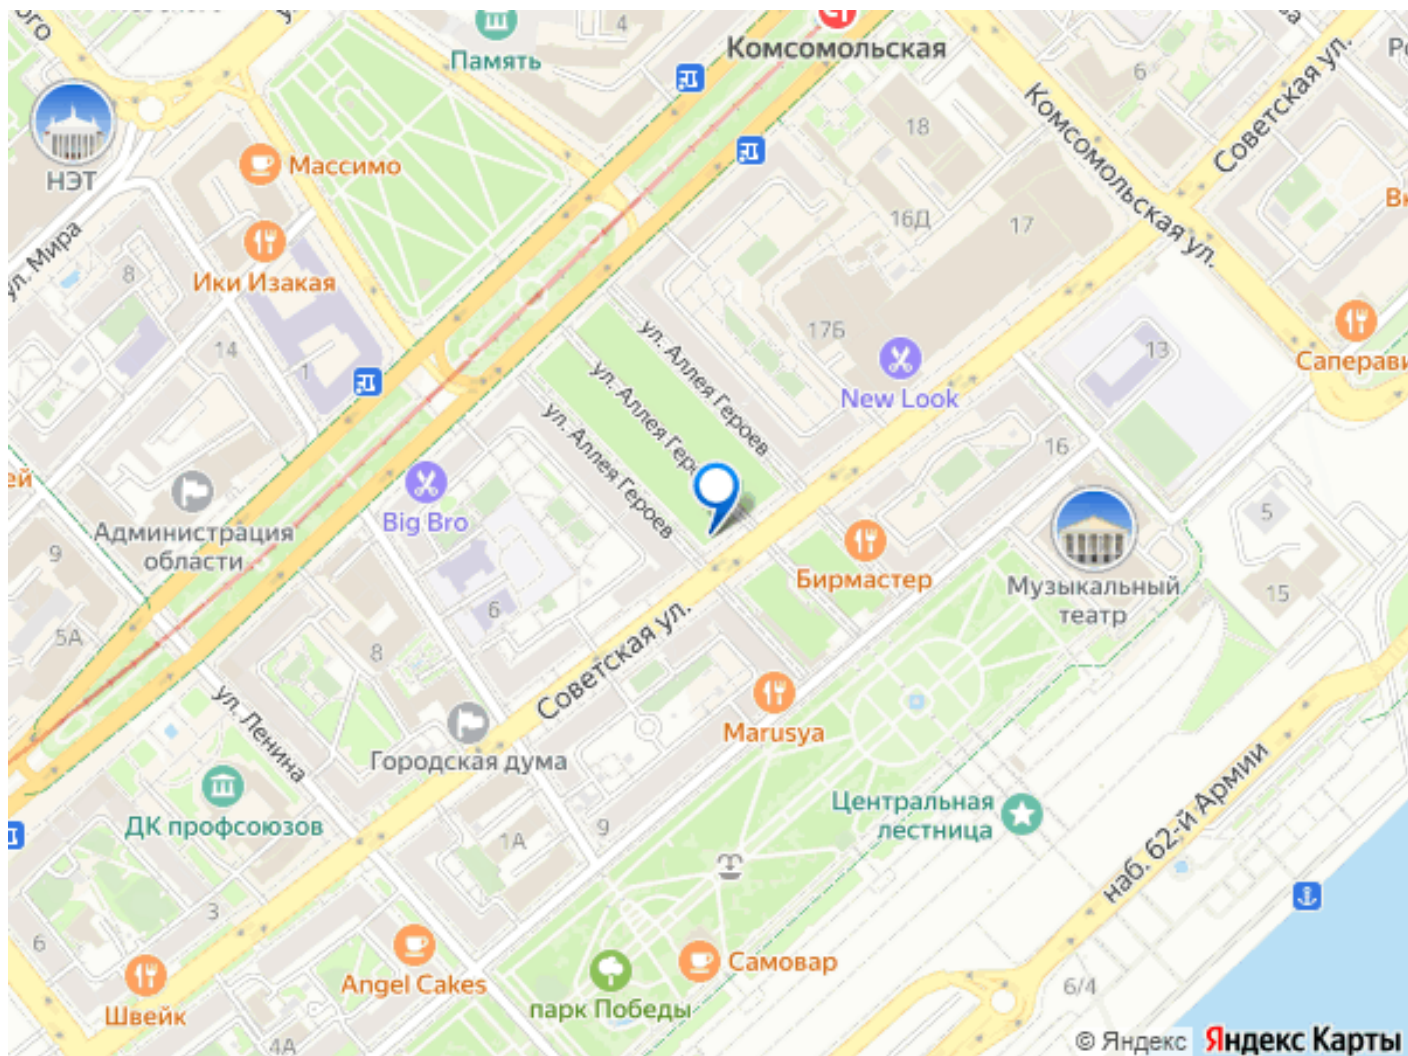 ого
4
Память
Комсомольская
6
Советская ул.
Комсомольская ул.
НЭТ
Массимо
18
16Д
17
ул. Мира
8
Ики Изакая
14
1
17Б
ул. Аллея Героев
ул. Аллея Геро
ул. Аллея Героев
New Look
13
Саперави
16
ей
Администрация
области
Big Bro
9
5А
6
8
Бирмастер
Музыкальный
театр
5
15
Советская ул.
ул. Ленина
Marusya
Городская дума
ДК профсоюзов
Центральная
лестница
наб. 62-й Армии
1А
9
3
6
Швейк
Angel Cakes
Самовар
парк Победы
4А
6/4
© Яндекс Яндекс Карты